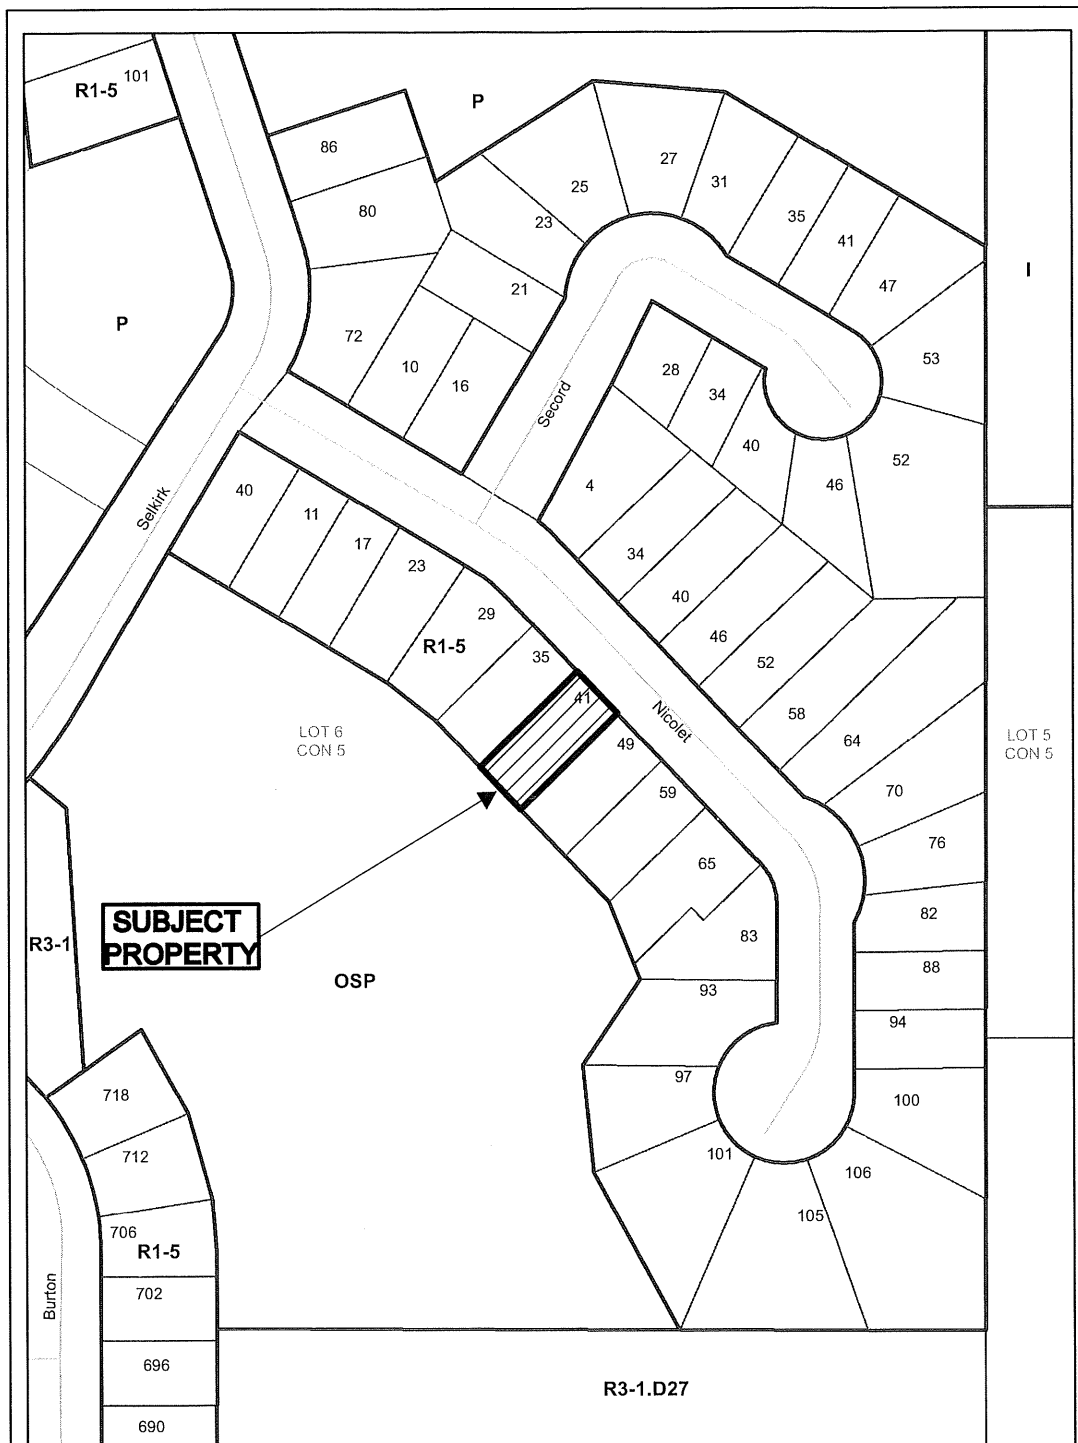 R1-5
101
P
86
80
72
P
10
16
21
23
25
27
31
35
41
47
53
I
28
34
40
46
52
Secord
4
34
40
46
52
58
64
70
76
82
88
94
100
106
105
101
97
93
83
65
59
49
41
35
29
23
17
11
40
Selkirk
R1-5
Nicolet
LOT 6
CON 5
LOT 5
CON 5
SUBJECT
PROPERTY
R3-1
OSP
718
712
706
R1-5
702
696
690
Burton
R3-1.D27